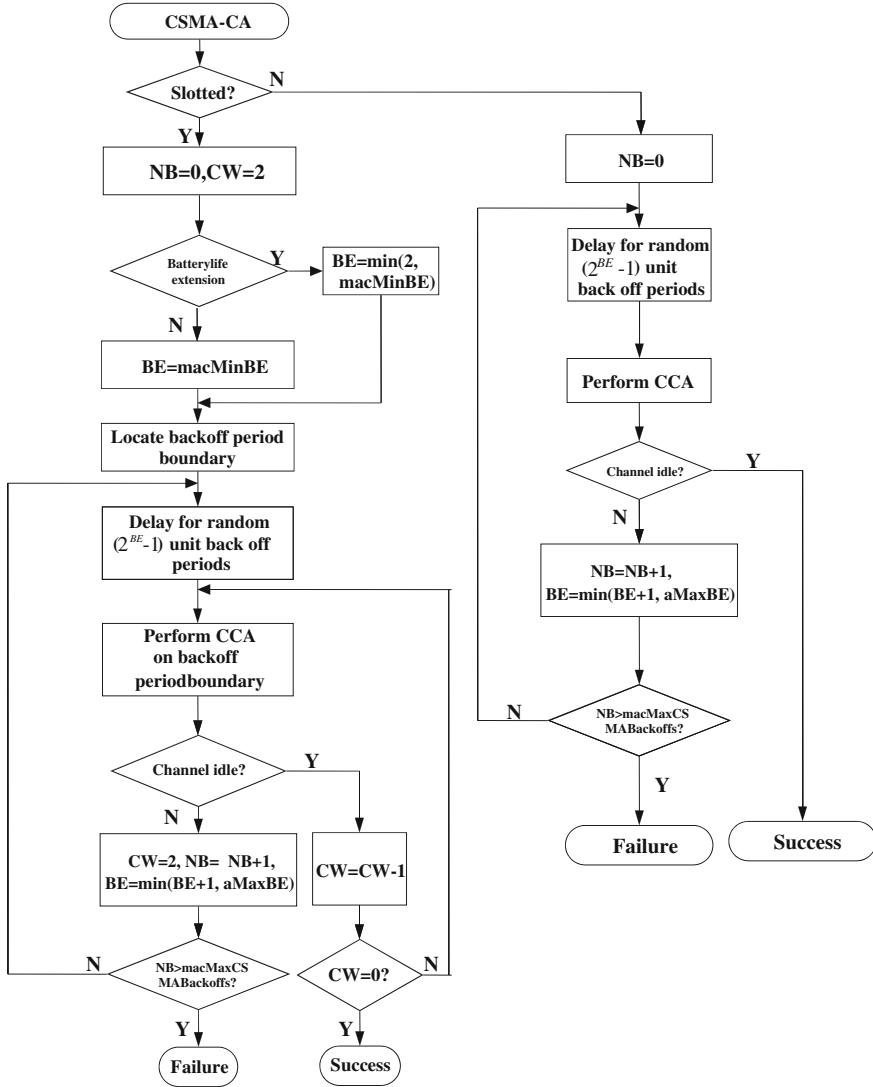 CSMA-CA
Slotted?
N
Y
NB=0,CW=2
Batterylife
extension
Y
BE=min(2,
macMinBE)
N
BE=macMinBE
Locate backoff period
boundary
Delay for random
(2^BE-1) unit back off
periods
Perform CCA
on backoff
periodboundary
Channel idle?
Y
N
CW=2, NB= NB+1,
BE=min(BE+1, aMaxBE)
CW=CW-1
N
NB>macMaxCS
MABackoffs?
CW=0?
N
Y
Y
Failure
Success
NB=0
Delay for random
(2^BE -1) unit
back off periods
Perform CCA
Channel idle?
Y
N
NB=NB+1,
BE=min(BE+1, aMaxBE)
N
NB>macMaxCS
MABackoffs?
Y
Failure
Success